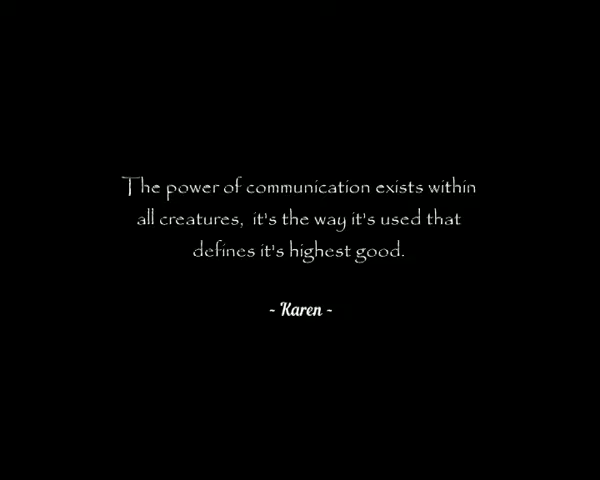 The power of communication exists within
all creatures, it's the way it's used that
defines it's highest good.
~ Karen ~